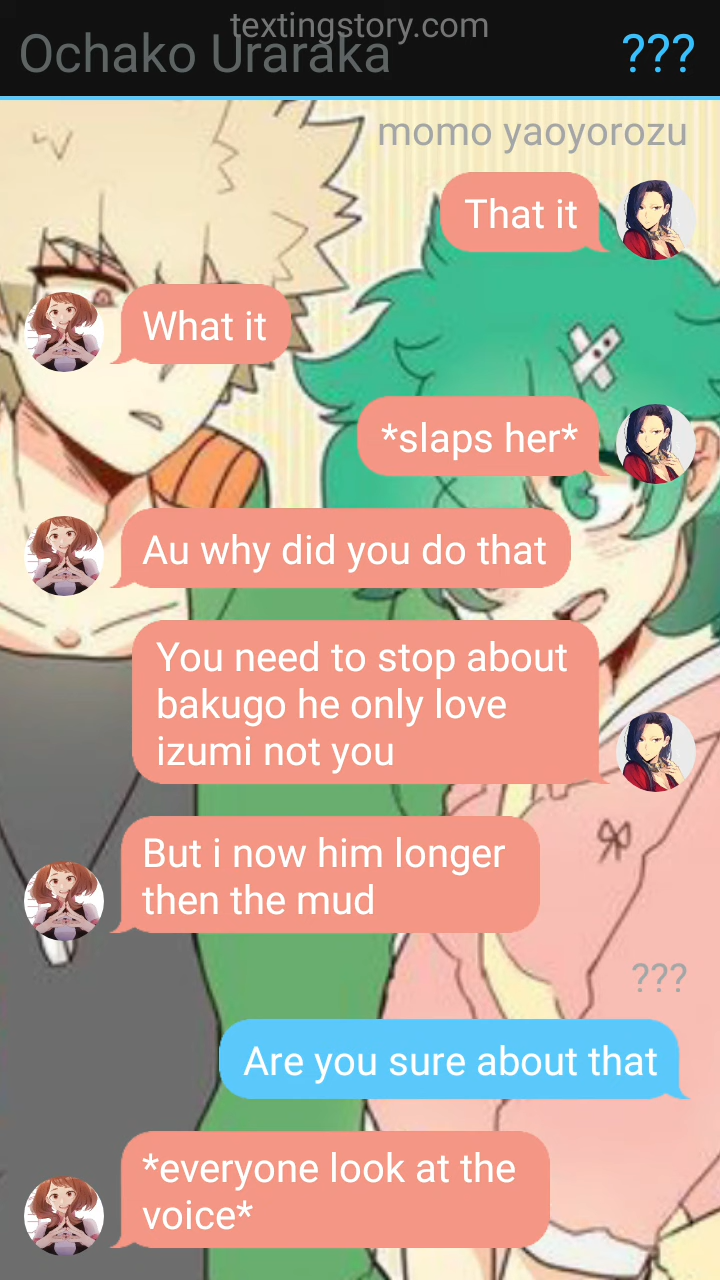 textingstory.com
Ochako Uraraka
???
momo yaoyorozu
That it
What it
*slaps her*
Au why did you do that
You need to stop about
bakugo he only love
izumi not you
But i now him longer
then the mud
???
Are you sure about that
*everyone look at the
voice*